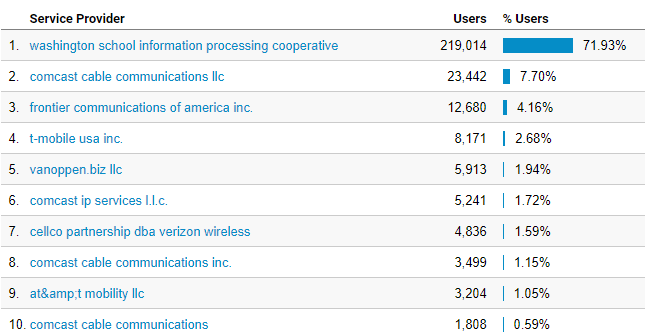 Service Provider Users % Users
1. washington school information processing cooperative 219,014 71.93%
2. comcast cable communications llc 23,442 7.70%
3. frontier communications of america inc. 12,680 4.16%
4. t-mobile usa inc. 8,171 2.68%
5. vanoppen.biz llc 5,913 1.94%
6. comcast ip services l.l.c. 5,241 1.72%
7. cellco partnership dba verizon wireless 4,836 1.59%
8. comcast cable communications inc. 3,499 1.15%
9. at&amp;t mobility llc 3,204 1.05%
10. comcast cable communications 1,808 0.59%